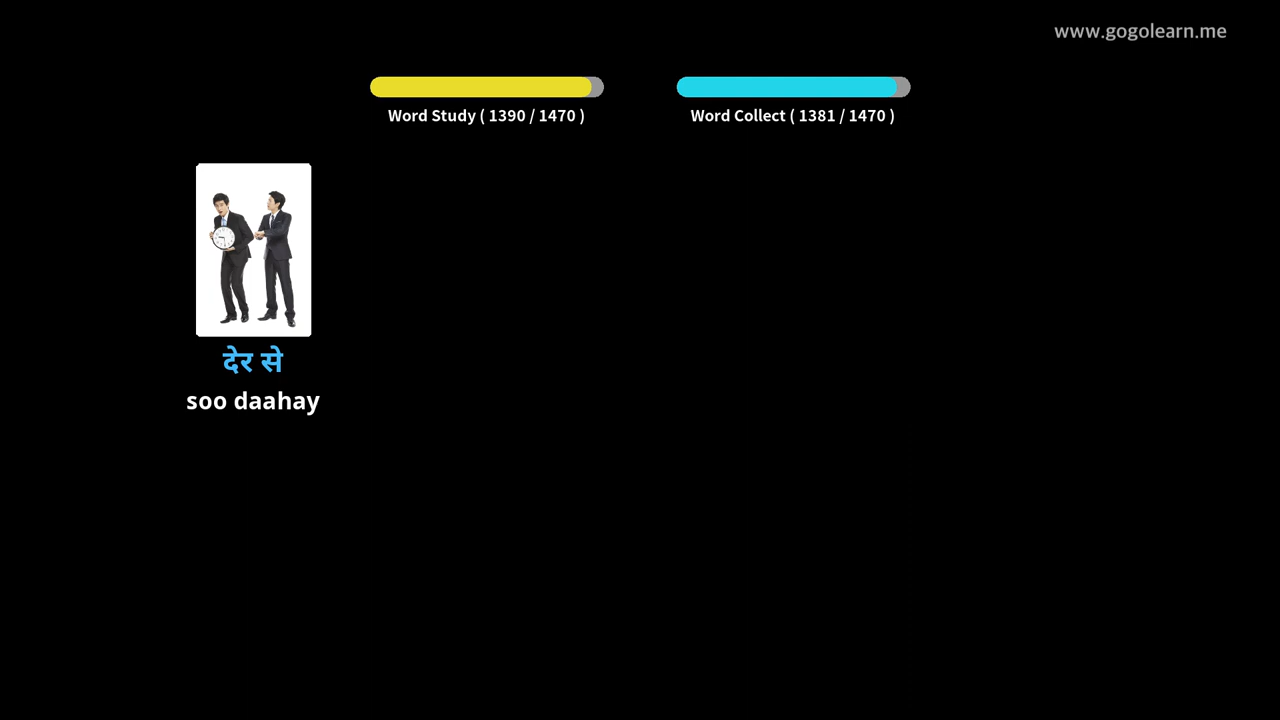 www.gogolearn.me
Word Study ( 1390 / 1470 )
Word Collect ( 1381 / 1470 )
देर से
soo daahay